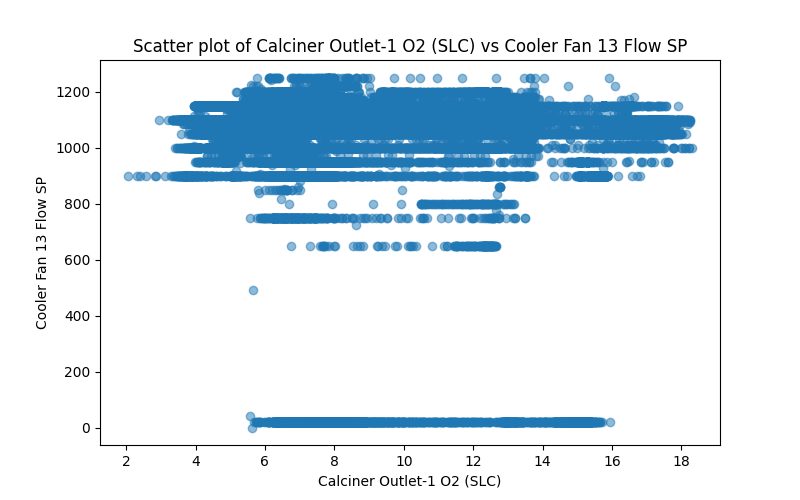 Scatter plot of Calciner Outlet-1 O2 (SLC) vs Cooler Fan 13 Flow SP
Cooler Fan 13 Flow SP
1200
1000
800
600
400
200
0
2 4 6 8 10 12 14 16 18
Calciner Outlet-1 O2 (SLC)